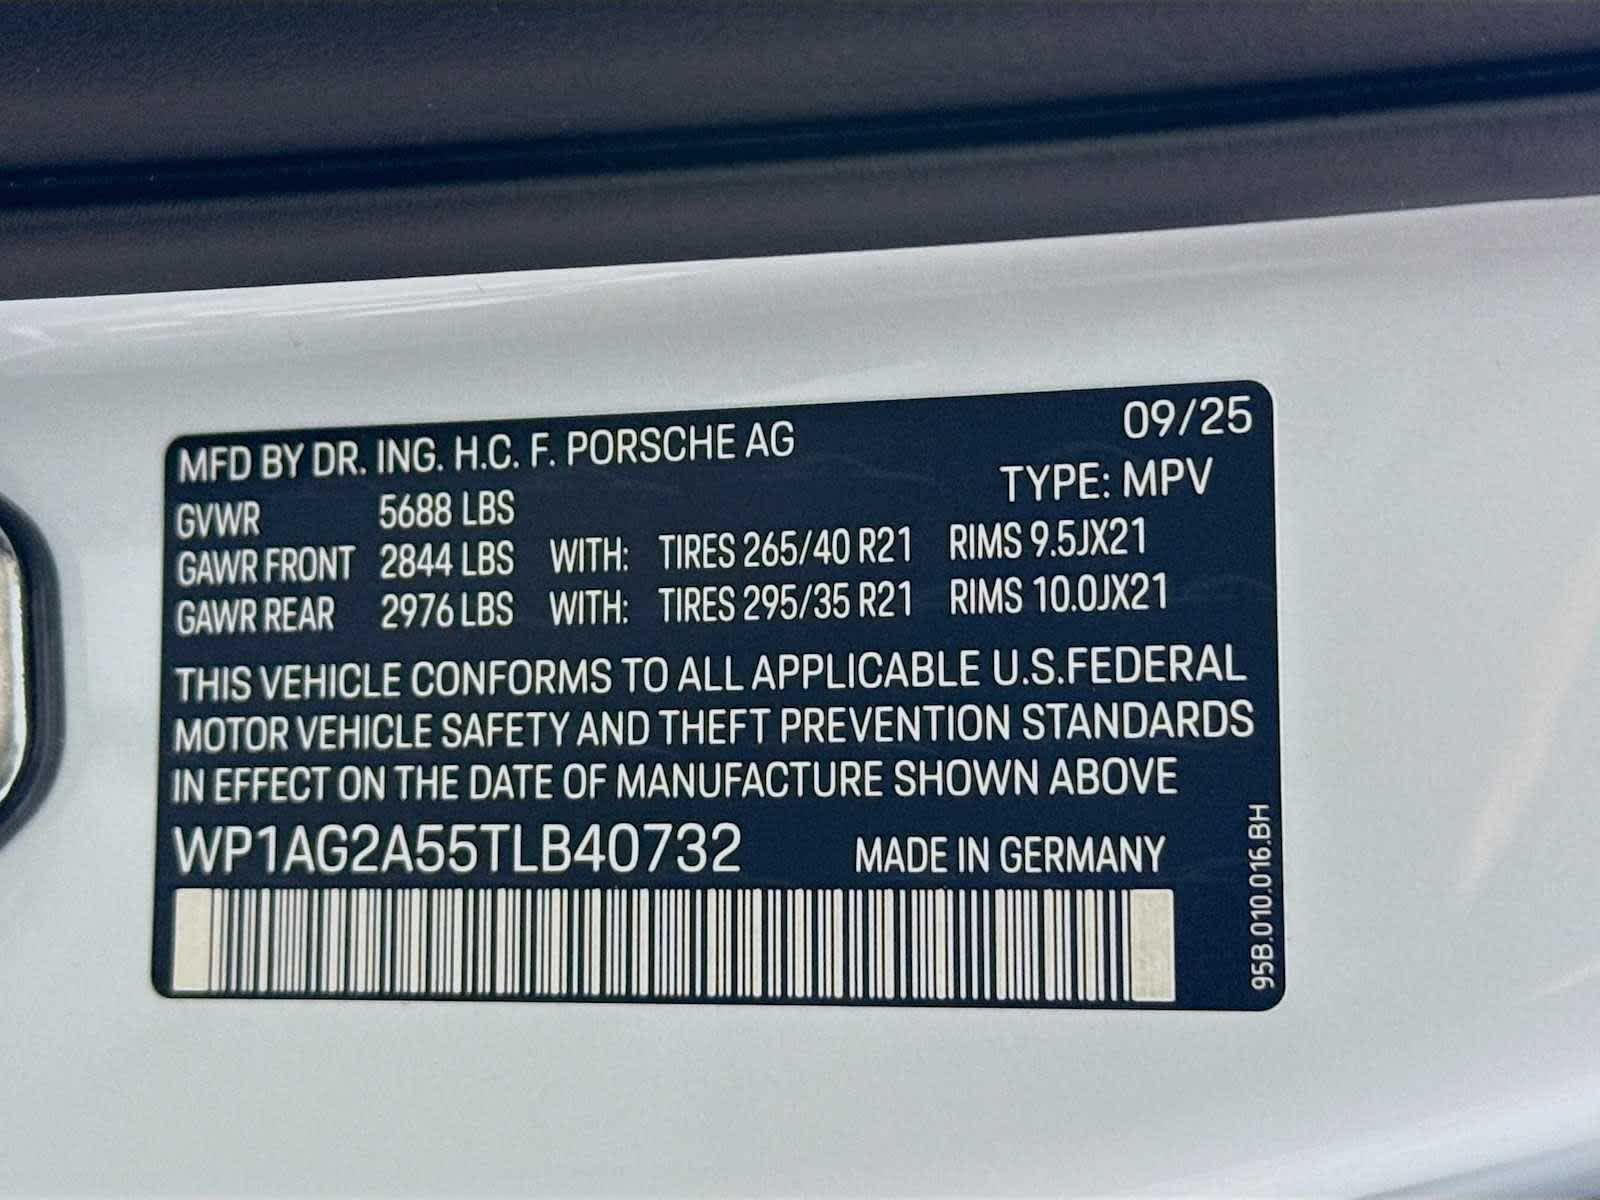 MFD BY DR. ING. H.C. F. PORSCHE AG 09/25
GVWR 5688 LBS TYPE: MPV
GAWR FRONT 2844 LBS WITH: TIRES 265/40 R21 RIMS 9.5JX21
GAWR REAR 2976 LBS WITH: TIRES 295/35 R21 RIMS 10.0JX21
THIS VEHICLE CONFORMS TO ALL APPLICABLE U.S.FEDERAL
MOTOR VEHICLE SAFETY AND THEFT PREVENTION STANDARDS
IN EFFECT ON THE DATE OF MANUFACTURE SHOWN ABOVE
WP1AG2A55TLB40732 MADE IN GERMANY
95B.010.016.BH